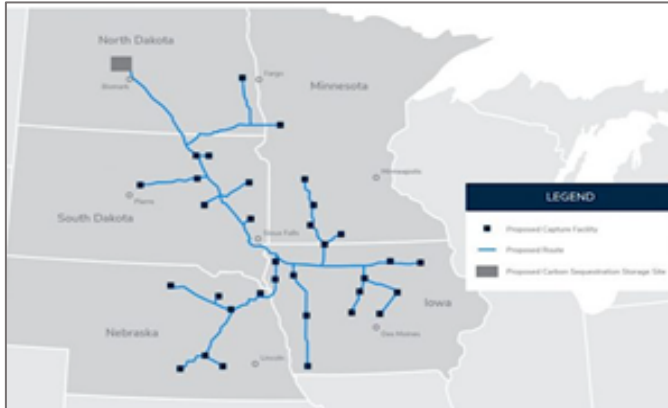 North Dakota
Bismark
Fargo
Minnesota
Minneapolis
Pierre
South Dakota
Sioux Falls
LEGEND
Proposed Capture Facility
Proposed Route
Proposed Carbon Sequestration Storage Site
Iowa
Des Moines
Nebraska
Lincoln